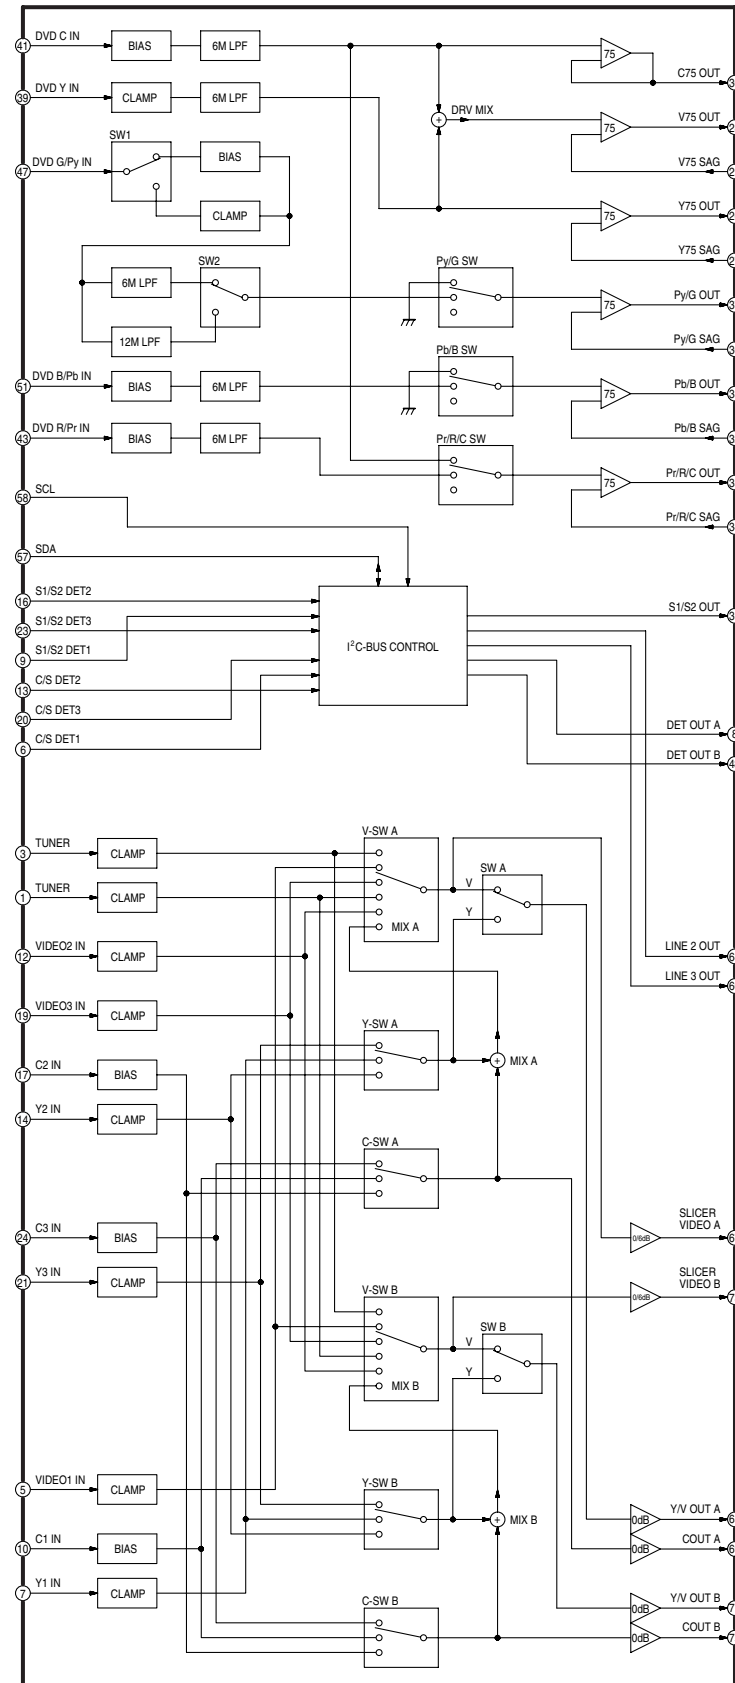 41 DVD C IN BIAS 6M LPF 75 C75 OUT
39 DVD Y IN CLAMP 6M LPF + DRV MIX 75 V75 OUT
47 DVD G/Py IN SW1 BIAS V75 SAG
CLAMP 75 Y75 OUT
Y75 SAG
6M LPF SW2 Py/G SW 75 Py/G OUT
12M LPF Py/G SAG
51 DVD B/Pb IN BIAS 6M LPF Pb/B SW 75 Pb/B OUT
Pb/B SAG
43 DVD R/Pr IN BIAS 6M LPF Pr/R/C SW 75 Pr/R/C OUT
58 SCL Pr/R/C SAG
57 SDA
16 S1/S2 DET2 S1/S2 OUT
23 S1/S2 DET3
9 S1/S2 DET1 I²C-BUS CONTROL
13 C/S DET2
20 C/S DET3 DET OUT A
6 C/S DET1 DET OUT B
3 TUNER CLAMP V-SW A
1 TUNER CLAMP V SW A
Y MIX A
12 VIDEO2 IN CLAMP LINE 2 OUT
LINE 3 OUT
19 VIDEO3 IN CLAMP Y-SW A
17 C2 IN BIAS + MIX A
14 Y2 IN CLAMP
C-SW A
24 C3 IN BIAS 0/6dB SLICER
VIDEO A
21 Y3 IN CLAMP V-SW B 0/6dB SLICER
VIDEO B
V SW B
Y MIX B
5 VIDEO1 IN CLAMP Y-SW B
+ MIX B 0dB Y/V OUT A
10 C1 IN BIAS 0dB COUT A
7 Y1 IN CLAMP C-SW B 0dB Y/V OUT B
0dB COUT B